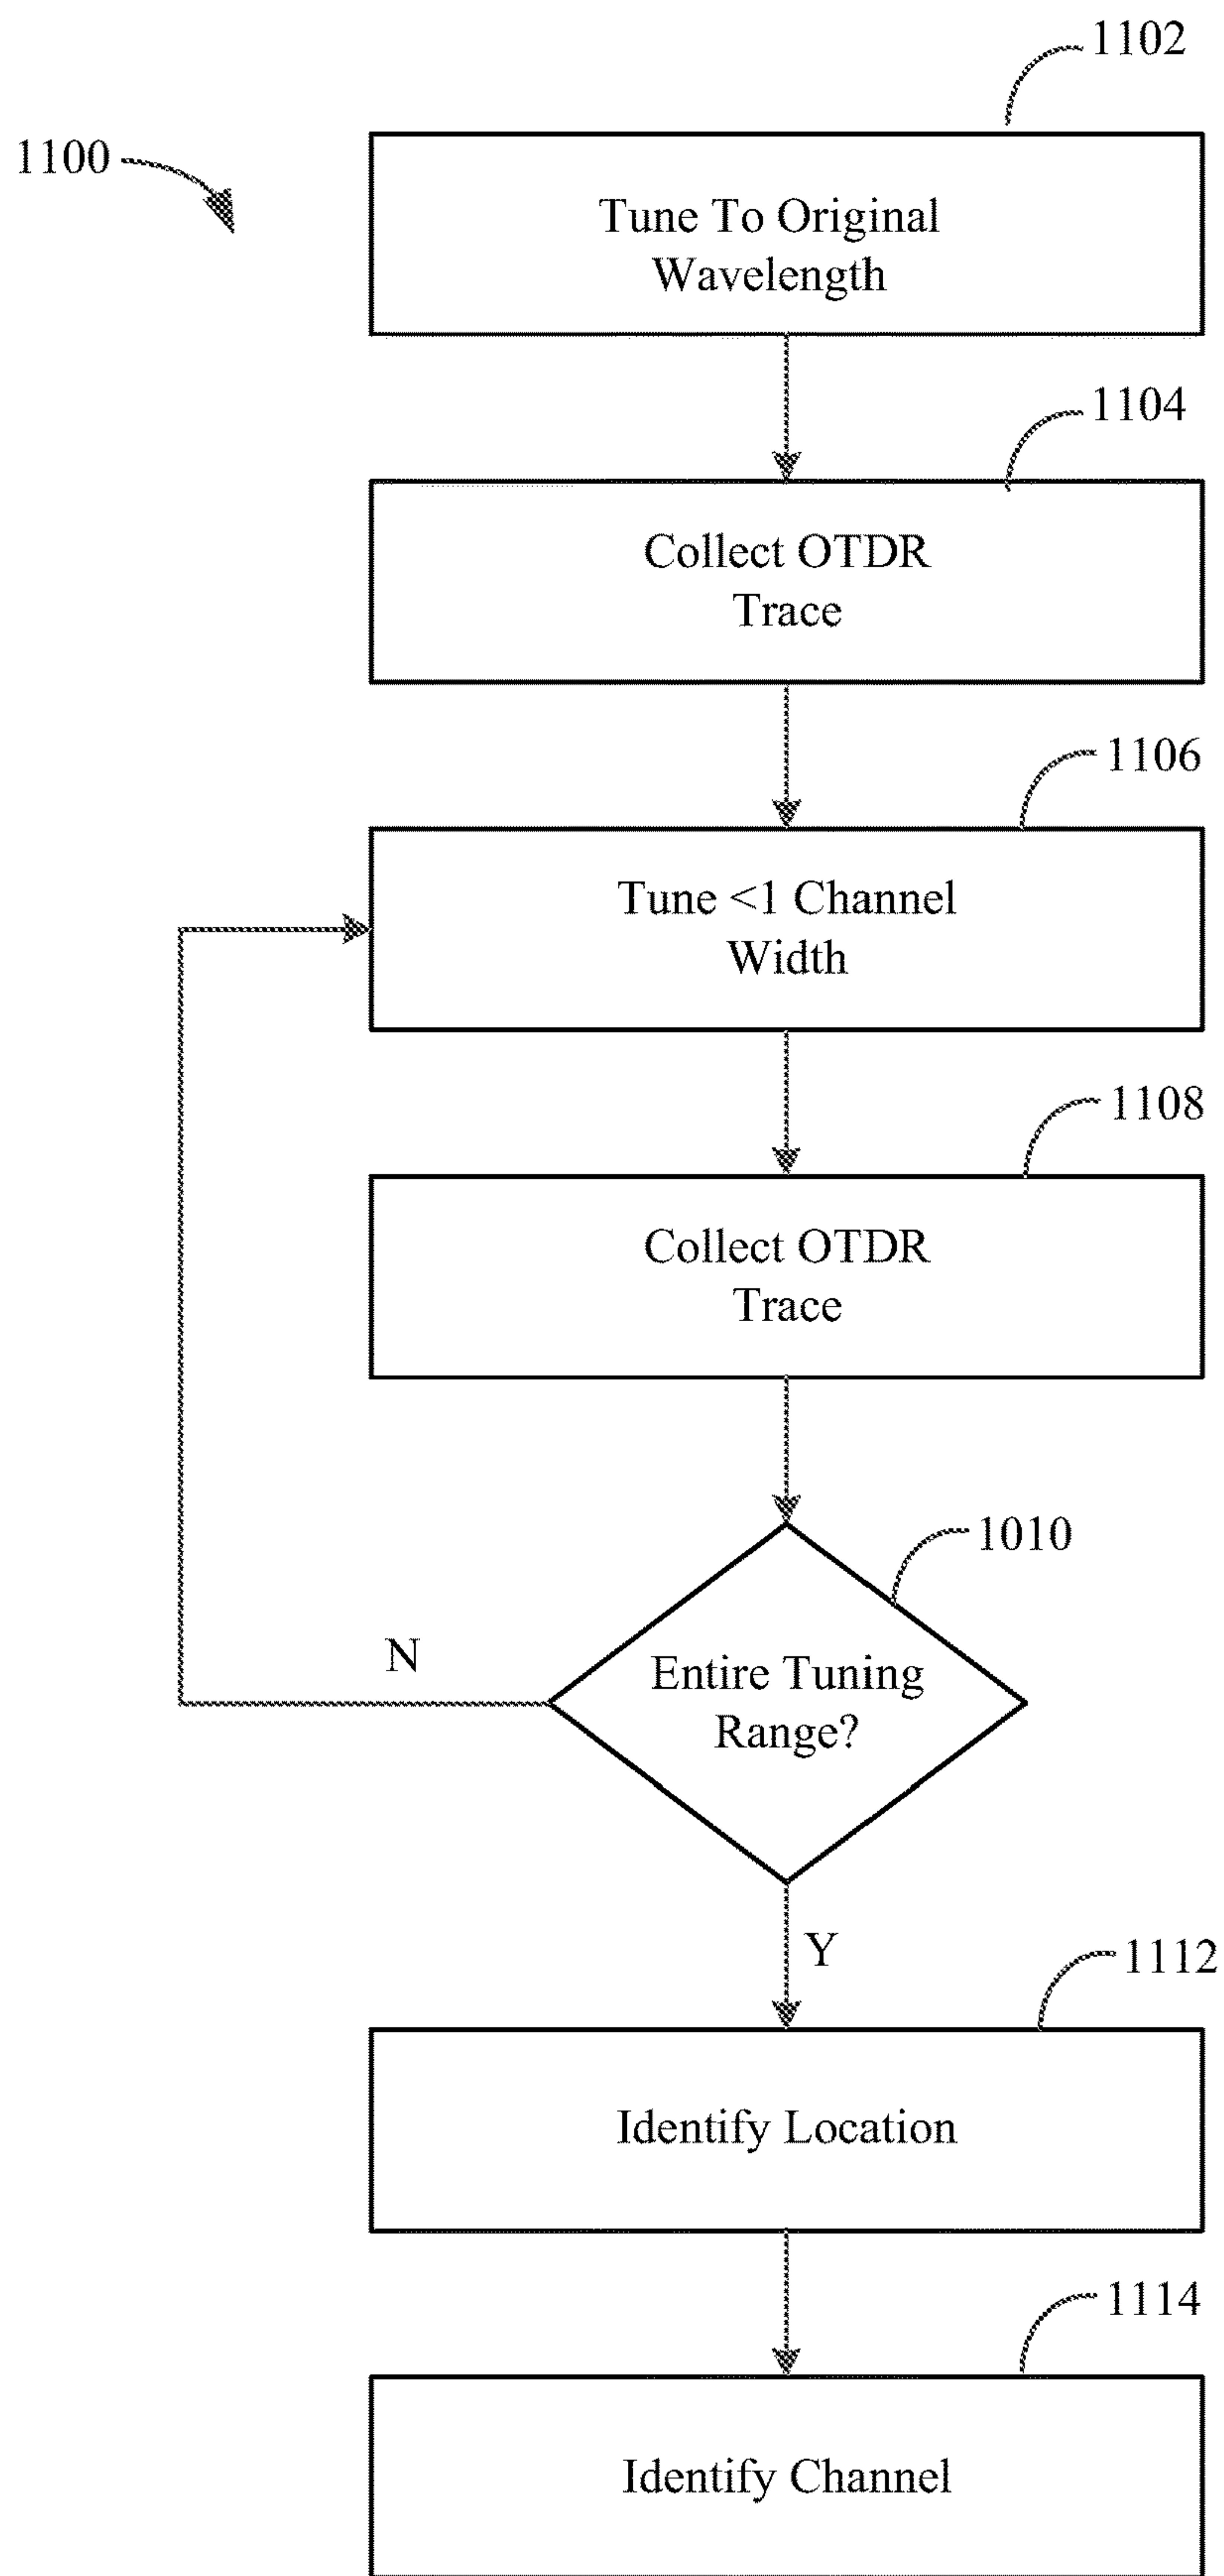 1102
1100
Tune To Original
Wavelength
1104
Collect OTDR
Trace
1106
Tune <1 Channel
Width
1108
Collect OTDR
Trace
1010
Entire Tuning
Range?
N
Y
1112
Identify Location
1114
Identify Channel